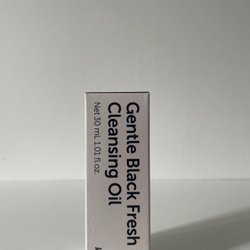 Gentle Black Fresh
Cleansing Oil
Net 30 mL 1.01 fl.oz.